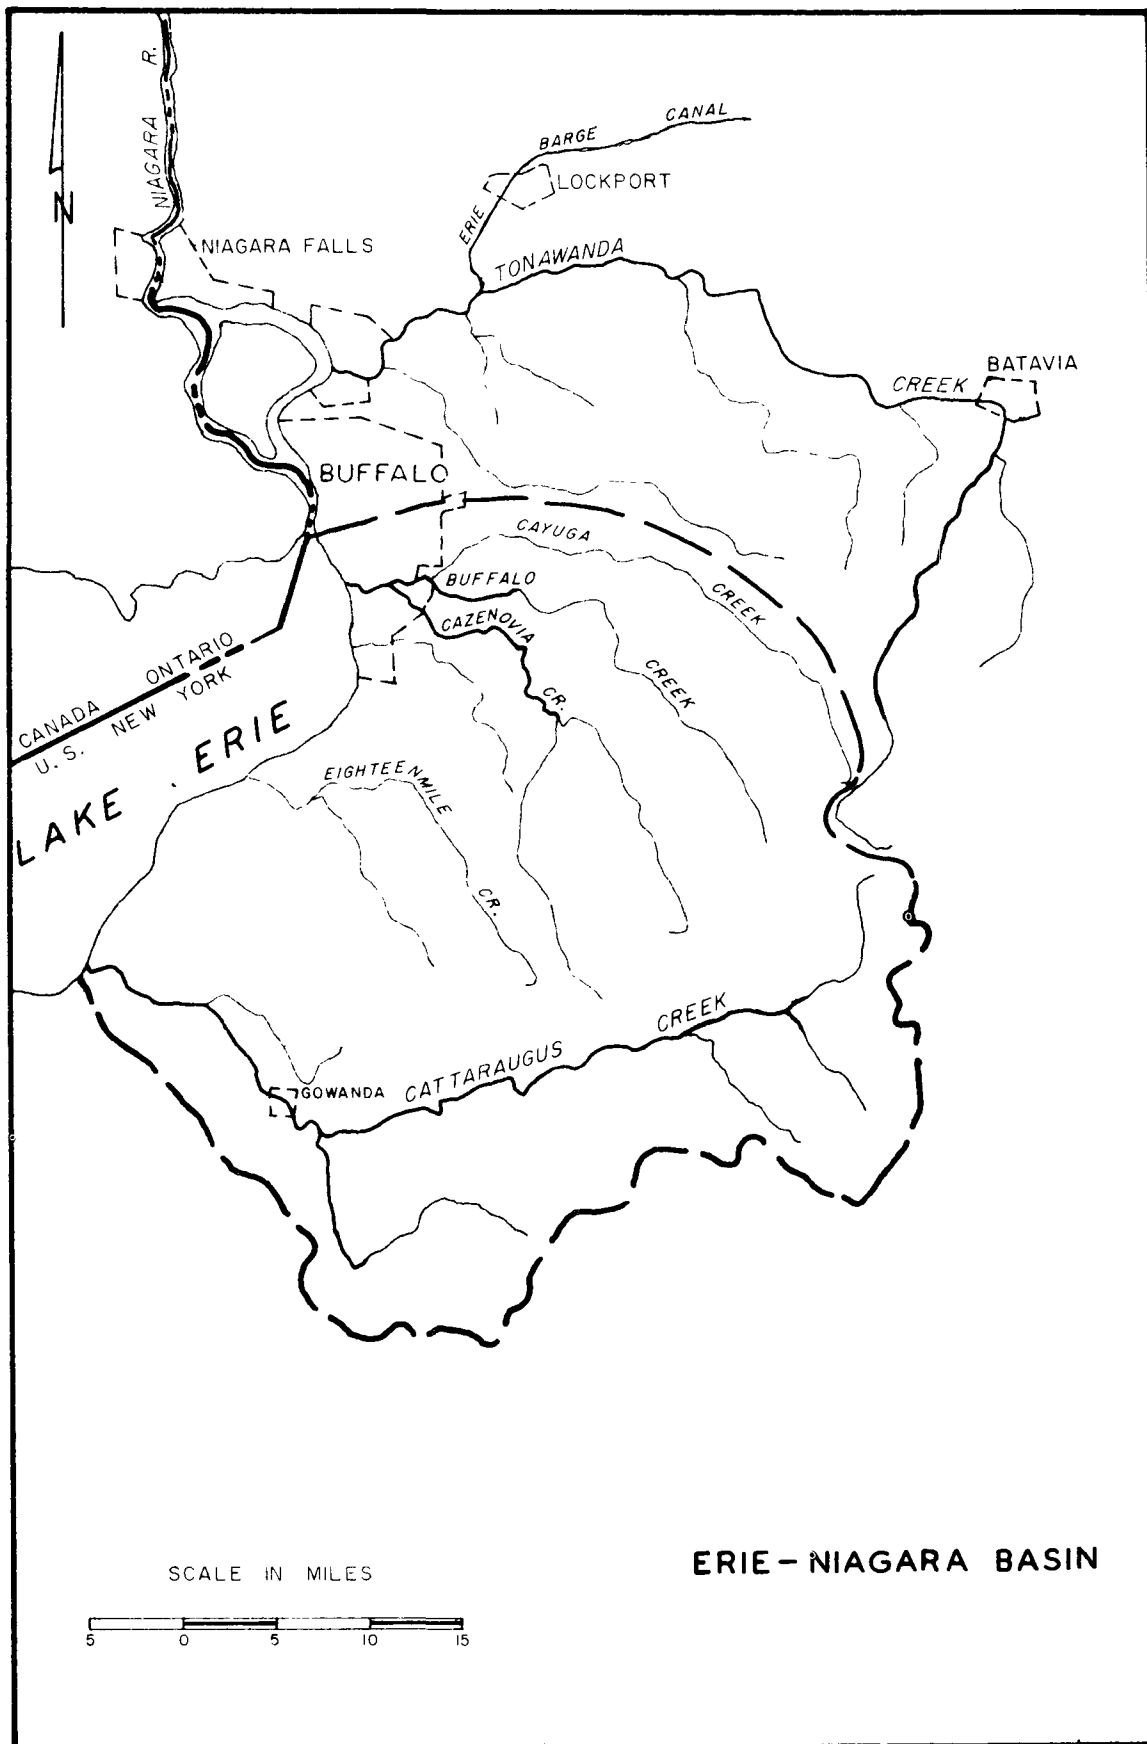 NIAGARA R.
N
BARGE CANAL
LOCKPORT
ERIE
NIAGARA FALLS
TONAWANDA
CREEK
BATAVIA
BUFFALO
CAYUGA
CREEK
BUFFALO
CREEK
CAZENOVIA
CR.
CANADA ONTARIO
U.S. NEW YORK
LAKE ERIE
EIGHTEENMILE
CR.
CATTARAUGUS CREEK
GOWANDA
SCALE IN MILES
5 0 5 10 15
ERIE-NIAGARA BASIN